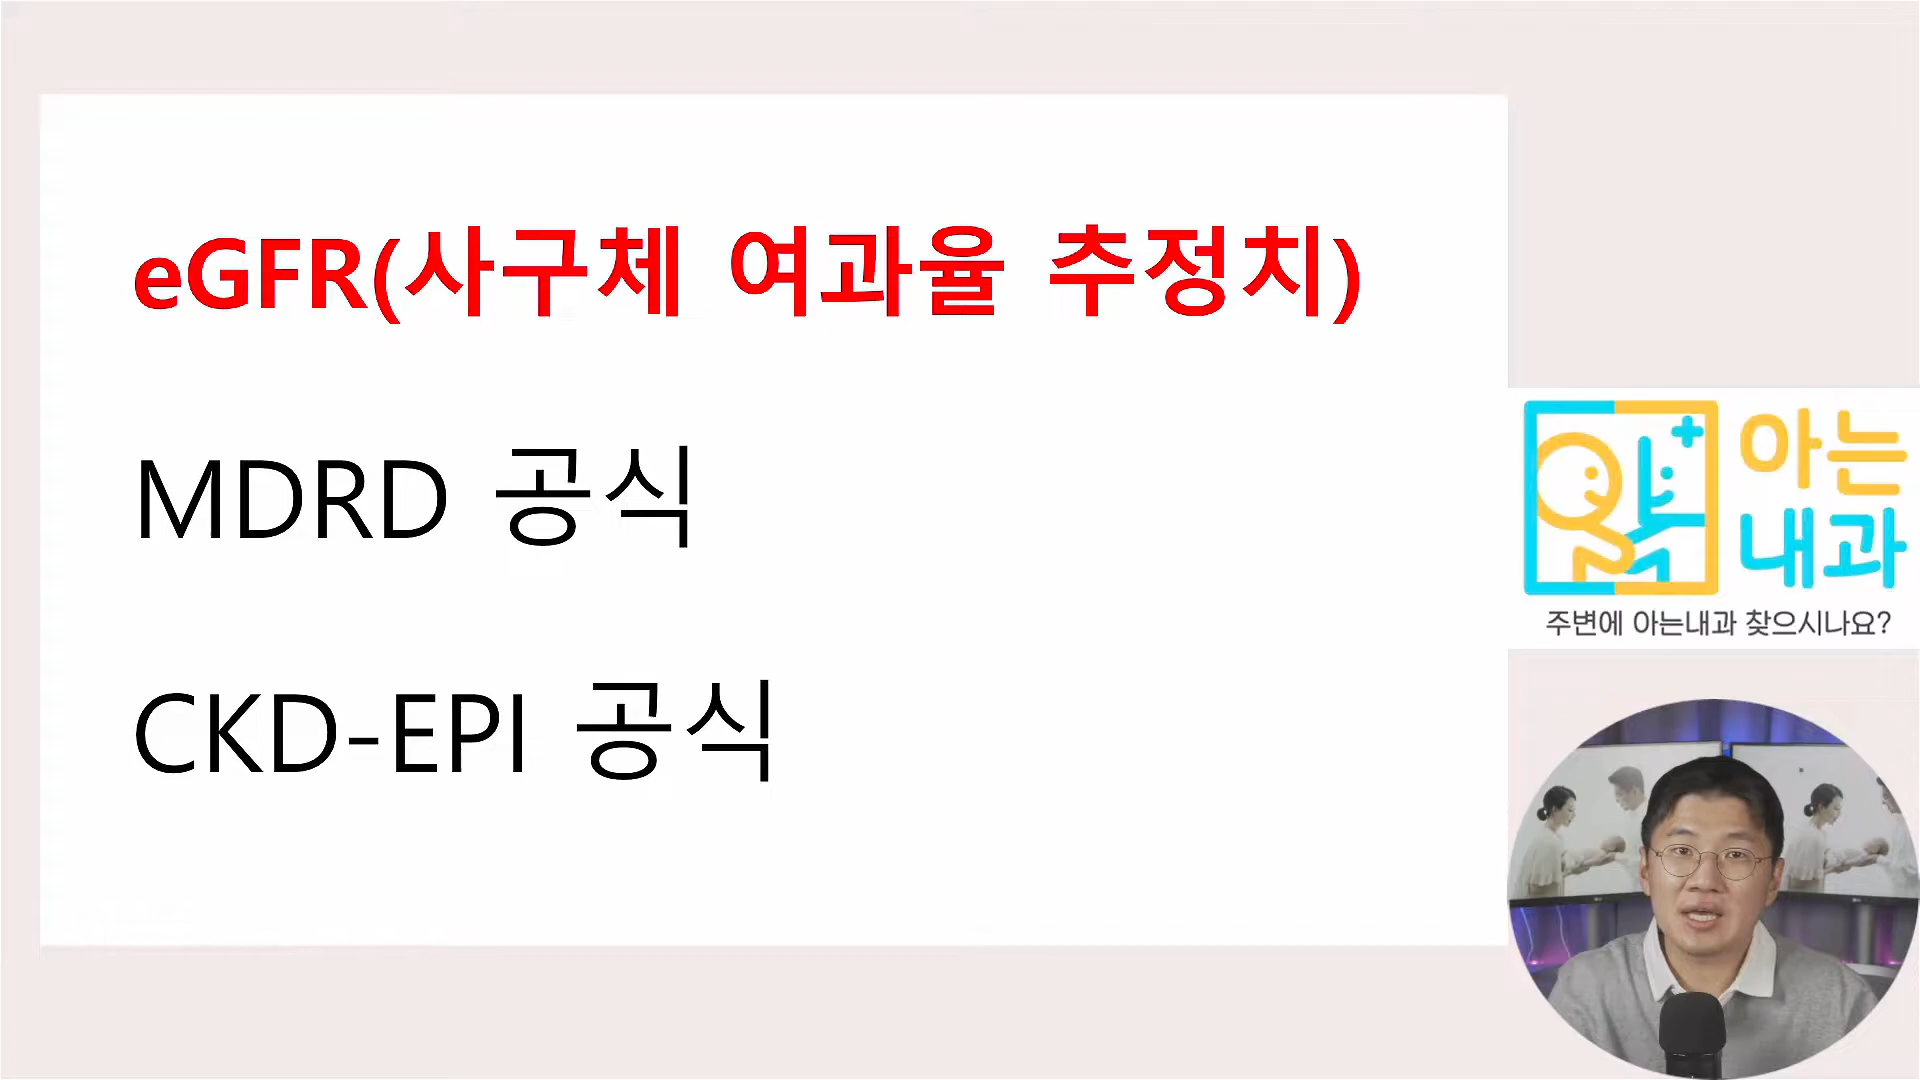 eGFR(사구체 여과율 추정치)
MDRD 공식
CKD-EPI 공식
아는
내과
주변에 아는내과 찾으시나요?